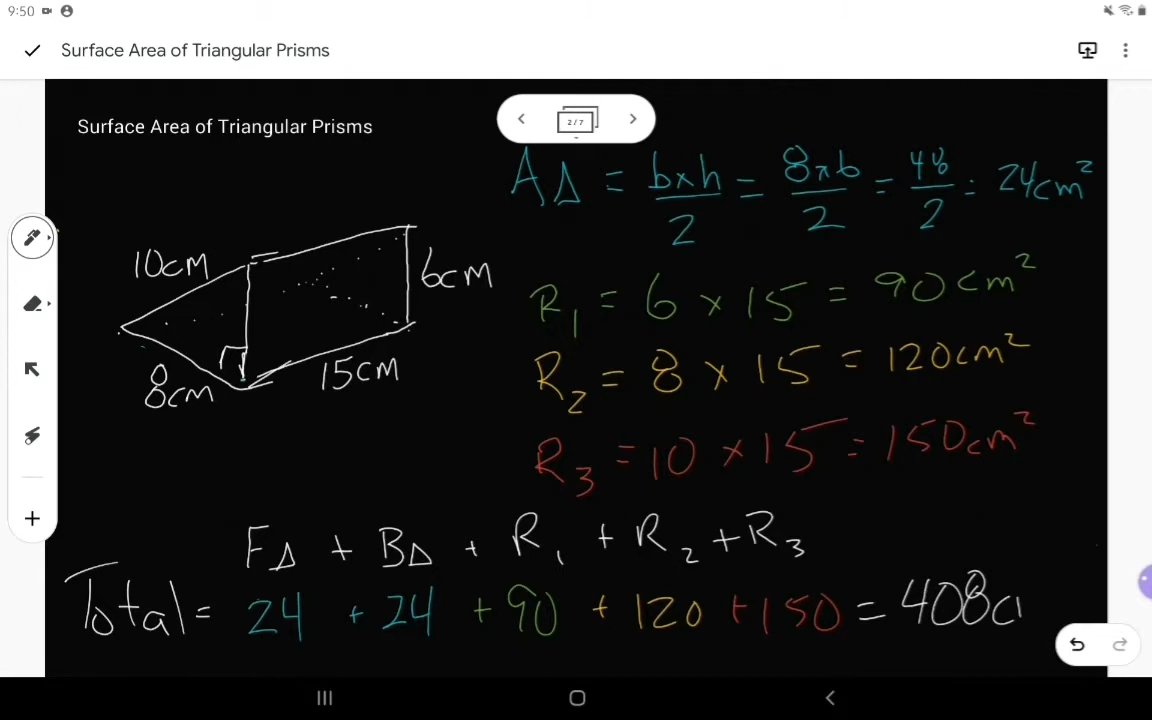 9:50
Surface Area of Triangular Prisms
Surface Area of Triangular Prisms
2 / 7
A△ = b×h/2 = 8×6/2 = 48/2 = 24cm²
10cm
6cm
8cm
15cm
R₁ = 6 × 15 = 90cm²
R₂ = 8 × 15 = 120cm²
R₃ = 10 × 15 = 150cm²
F△ + B△ + R₁ + R₂ + R₃
Total = 24 + 24 + 90 + 120 + 150 = 408c